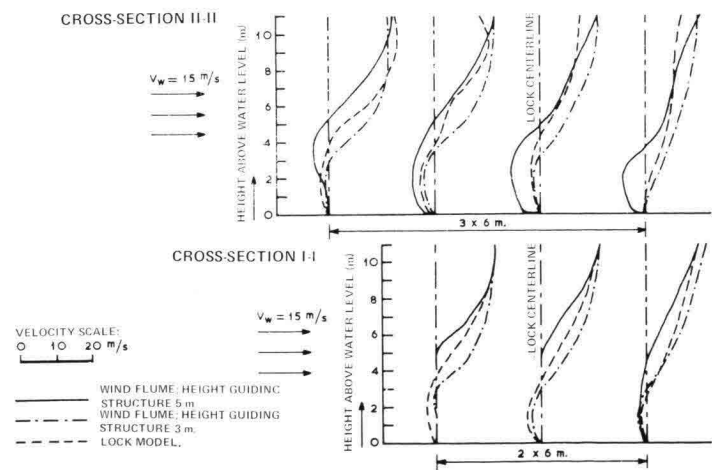 CROSS-SECTION II-II
Vw = 15 m/s
HEIGHT ABOVE WATER LEVEL (m)
10
8
6
4
2
0
LOCK CENTERLINE
3 x 6 m.
CROSS-SECTION I-I
Vw = 15 m/s
HEIGHT ABOVE WATER LEVEL (m)
10
8
6
4
2
0
LOCK CENTERLINE
2 x 6 m.
VELOCITY SCALE:
0 10 20 m/s
WIND FLUME; HEIGHT GUIDING
STRUCTURE 5 m
WIND FLUME; HEIGHT GUIDING
STRUCTURE 3 m.
LOCK MODEL.